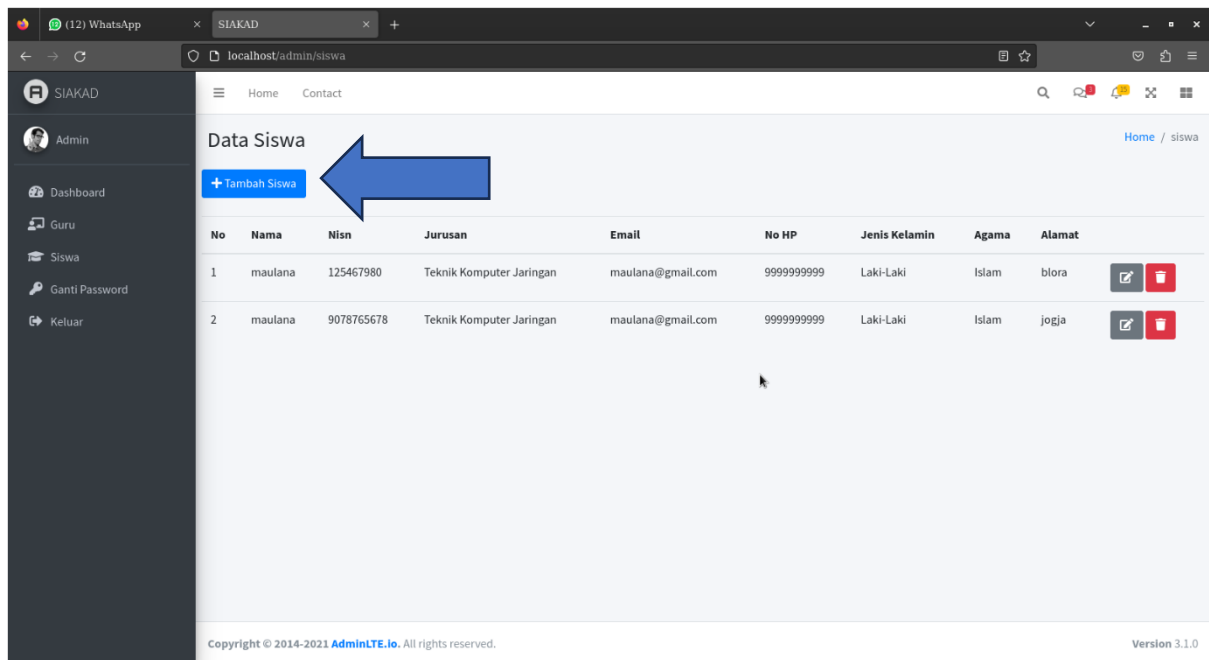 (12) WhatsApp
SIAKAD
localhost/admin/siswa
SIAKAD
Home Contact
3
15
Admin
Data Siswa
Home / siswa
+ Tambah Siswa
Dashboard
Guru
Siswa
Ganti Password
Keluar
No Nama Nisn Jurusan Email No HP Jenis Kelamin Agama Alamat
1 maulana 125467980 Teknik Komputer Jaringan maulana@gmail.com 9999999999 Laki-Laki Islam blora
2 maulana 9078765678 Teknik Komputer Jaringan maulana@gmail.com 9999999999 Laki-Laki Islam jogja
Copyright © 2014-2021 AdminLTE.io. All rights reserved.
Version 3.1.0